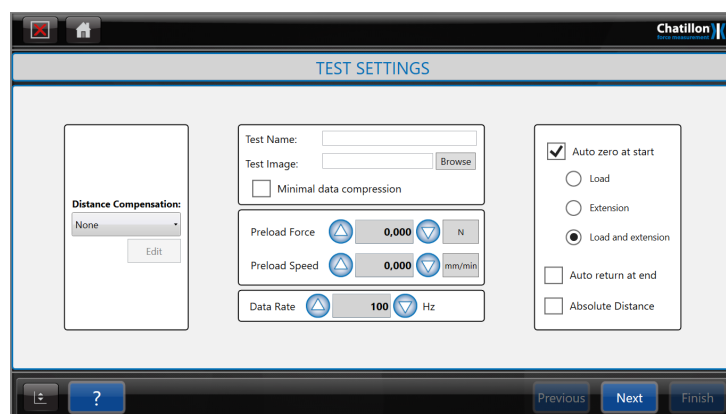 Chatillon
force measurement
TEST SETTINGS
Distance Compensation:
None
Edit
Test Name:
Test Image:
Browse
Minimal data compression
Preload Force
0,000
N
Preload Speed
0,000
mm/min
Data Rate
100
Hz
Auto zero at start
Load
Extension
Load and extension
Auto return at end
Absolute Distance
?
Previous
Next
Finish